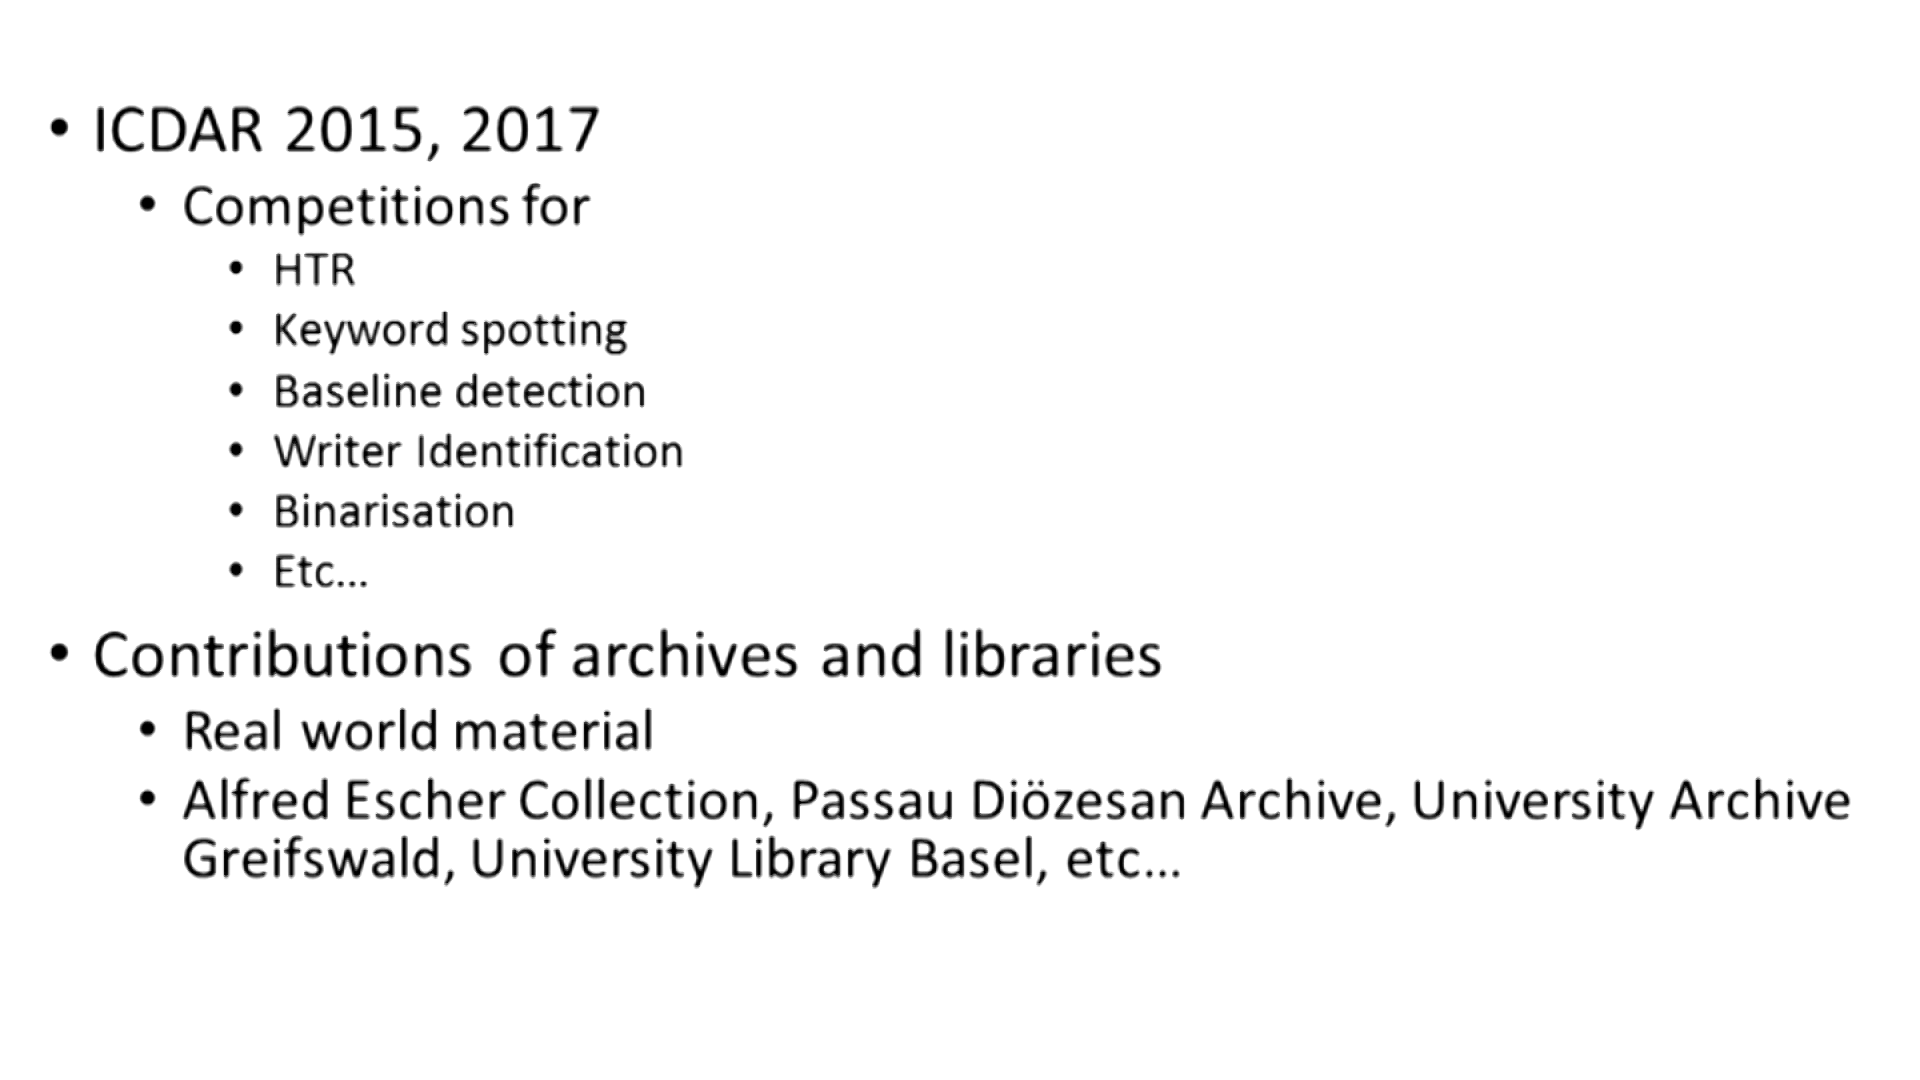 • ICDAR 2015, 2017
• Competitions for
• HTR
• Keyword spotting
• Baseline detection
• Writer Identification
• Binarisation
• Etc...
• Contributions of archives and libraries
• Real world material
• Alfred Escher Collection, Passau Diözesan Archive, University Archive
Greifswald, University Library Basel, etc...